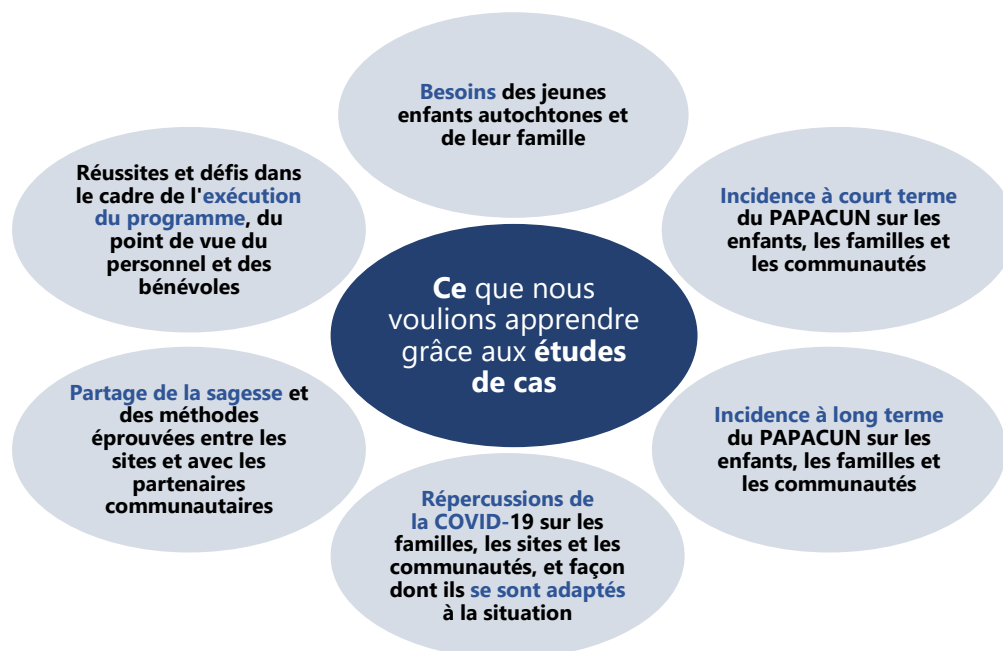 Besoins des jeunes
enfants autochtones et
de leur famille
Réussites et défis dans
le cadre de l'exécution
du programme, du
point de vue du
personnel et des
bénévoles
Incidence à court terme
du PAPACUN sur les
enfants, les familles et
les communautés
Ce que nous
voulions apprendre
grâce aux études
de cas
Partage de la sagesse et
des méthodes
éprouvées entre les
sites et avec les
partenaires
communautaires
Incidence à long terme
du PAPACUN sur les
enfants, les familles et
les communautés
Répercussions de
la COVID-19 sur les
familles, les sites et les
communautés, et façon
dont ils se sont adaptés
à la situation